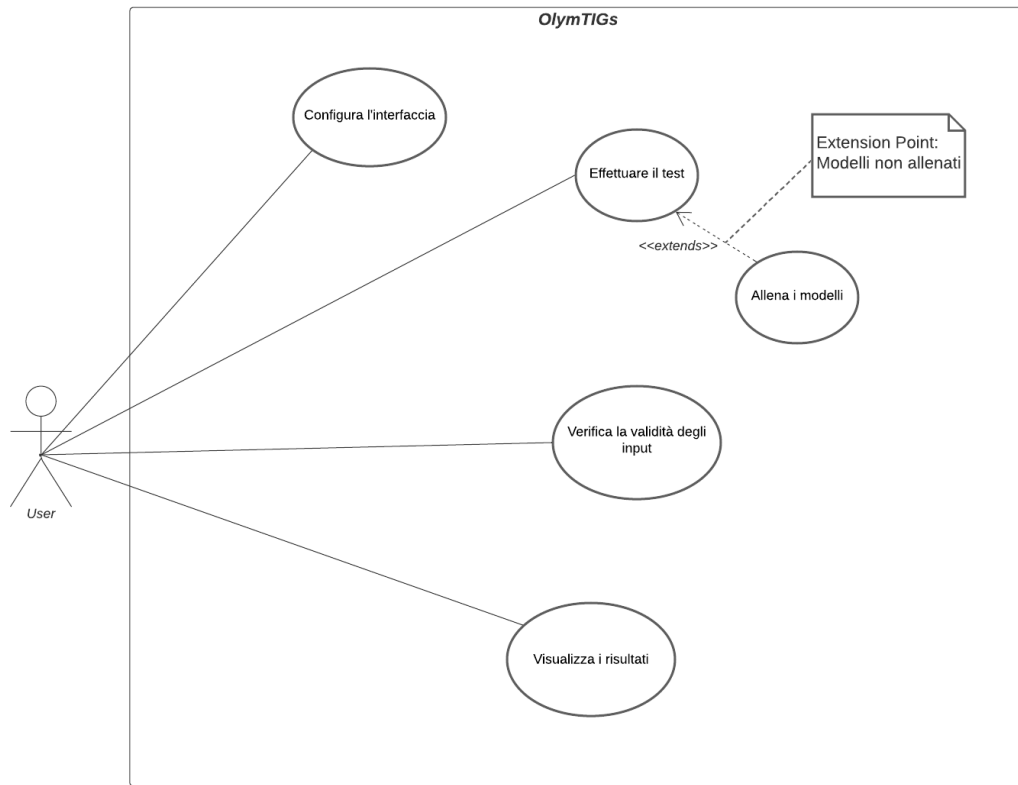 OlymTIGs
Configura l'interfaccia
Effettuare il test
Extension Point:
Modelli non allenati
<<extends>>
Allena i modelli
Verifica la validità degli
input
User
Visualizza i risultati